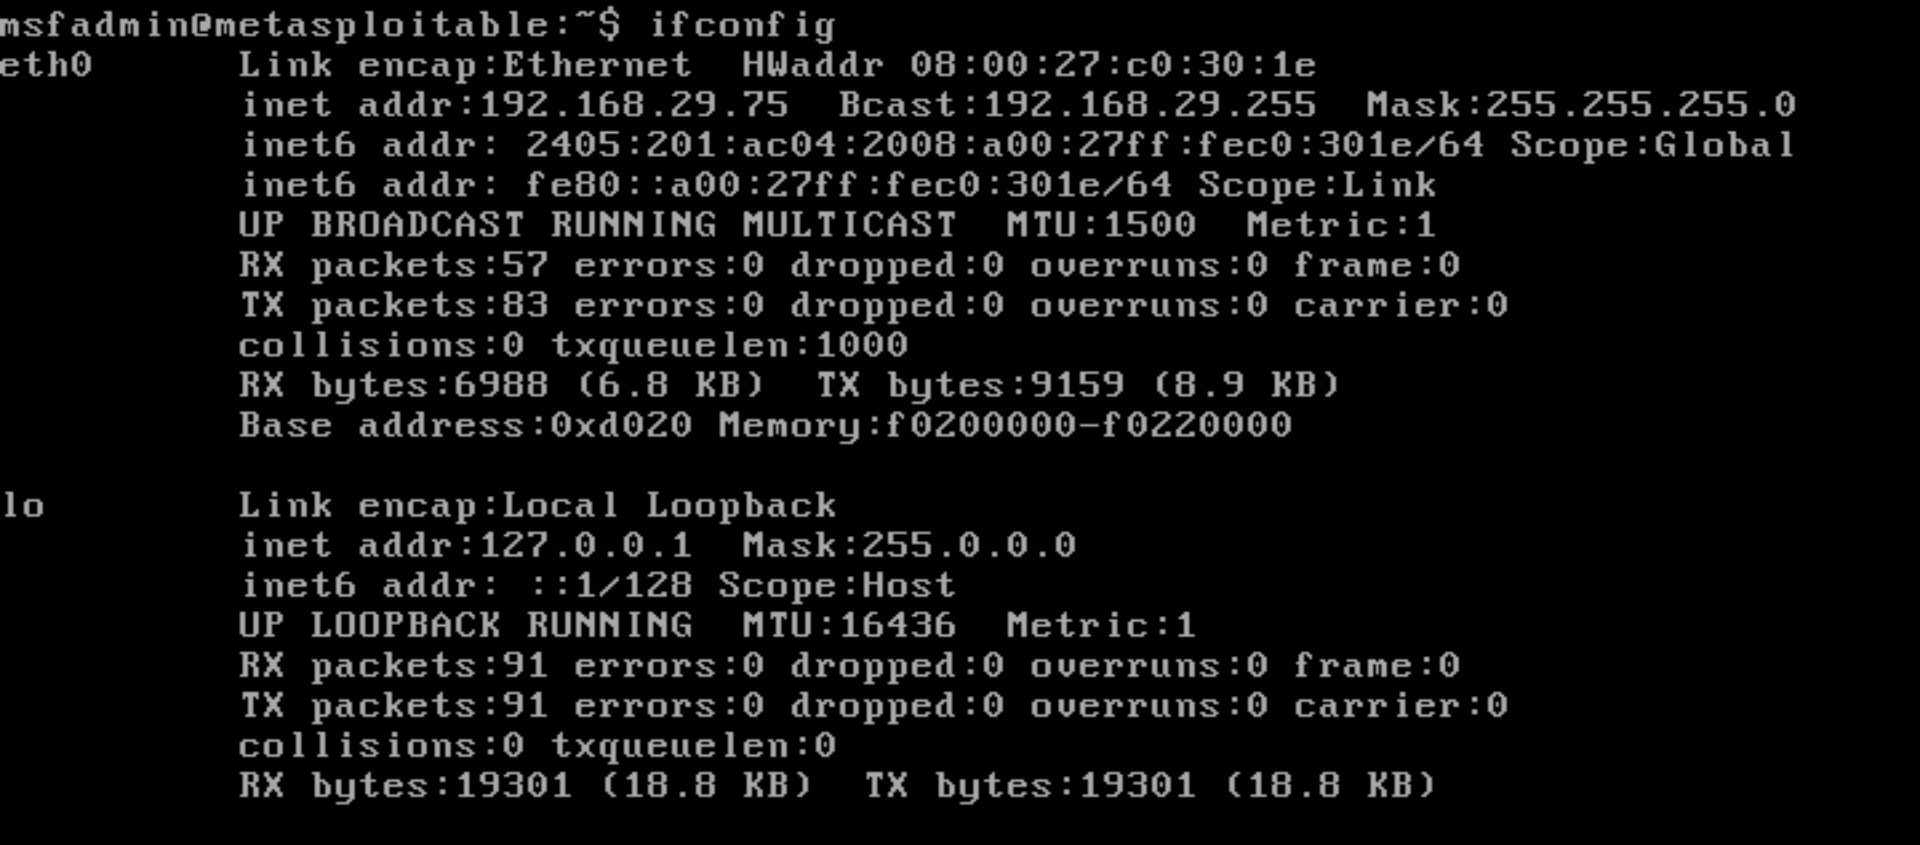 msfadmin@metasploitable:~$ ifconfig
eth0      Link encap:Ethernet  HWaddr 08:00:27:c0:30:1e
          inet addr:192.168.29.75  Bcast:192.168.29.255  Mask:255.255.255.0
          inet6 addr: 2405:201:ac04:2008:a00:27ff:fec0:301e/64 Scope:Global
          inet6 addr: fe80::a00:27ff:fec0:301e/64 Scope:Link
          UP BROADCAST RUNNING MULTICAST  MTU:1500  Metric:1
          RX packets:57 errors:0 dropped:0 overruns:0 frame:0
          TX packets:83 errors:0 dropped:0 overruns:0 carrier:0
          collisions:0 txqueuelen:1000
          RX bytes:6988 (6.8 KB)  TX bytes:9159 (8.9 KB)
          Base address:0xd020 Memory:f0200000-f0220000

lo        Link encap:Local Loopback
          inet addr:127.0.0.1  Mask:255.0.0.0
          inet6 addr: ::1/128 Scope:Host
          UP LOOPBACK RUNNING  MTU:16436  Metric:1
          RX packets:91 errors:0 dropped:0 overruns:0 frame:0
          TX packets:91 errors:0 dropped:0 overruns:0 carrier:0
          collisions:0 txqueuelen:0
          RX bytes:19301 (18.8 KB)  TX bytes:19301 (18.8 KB)